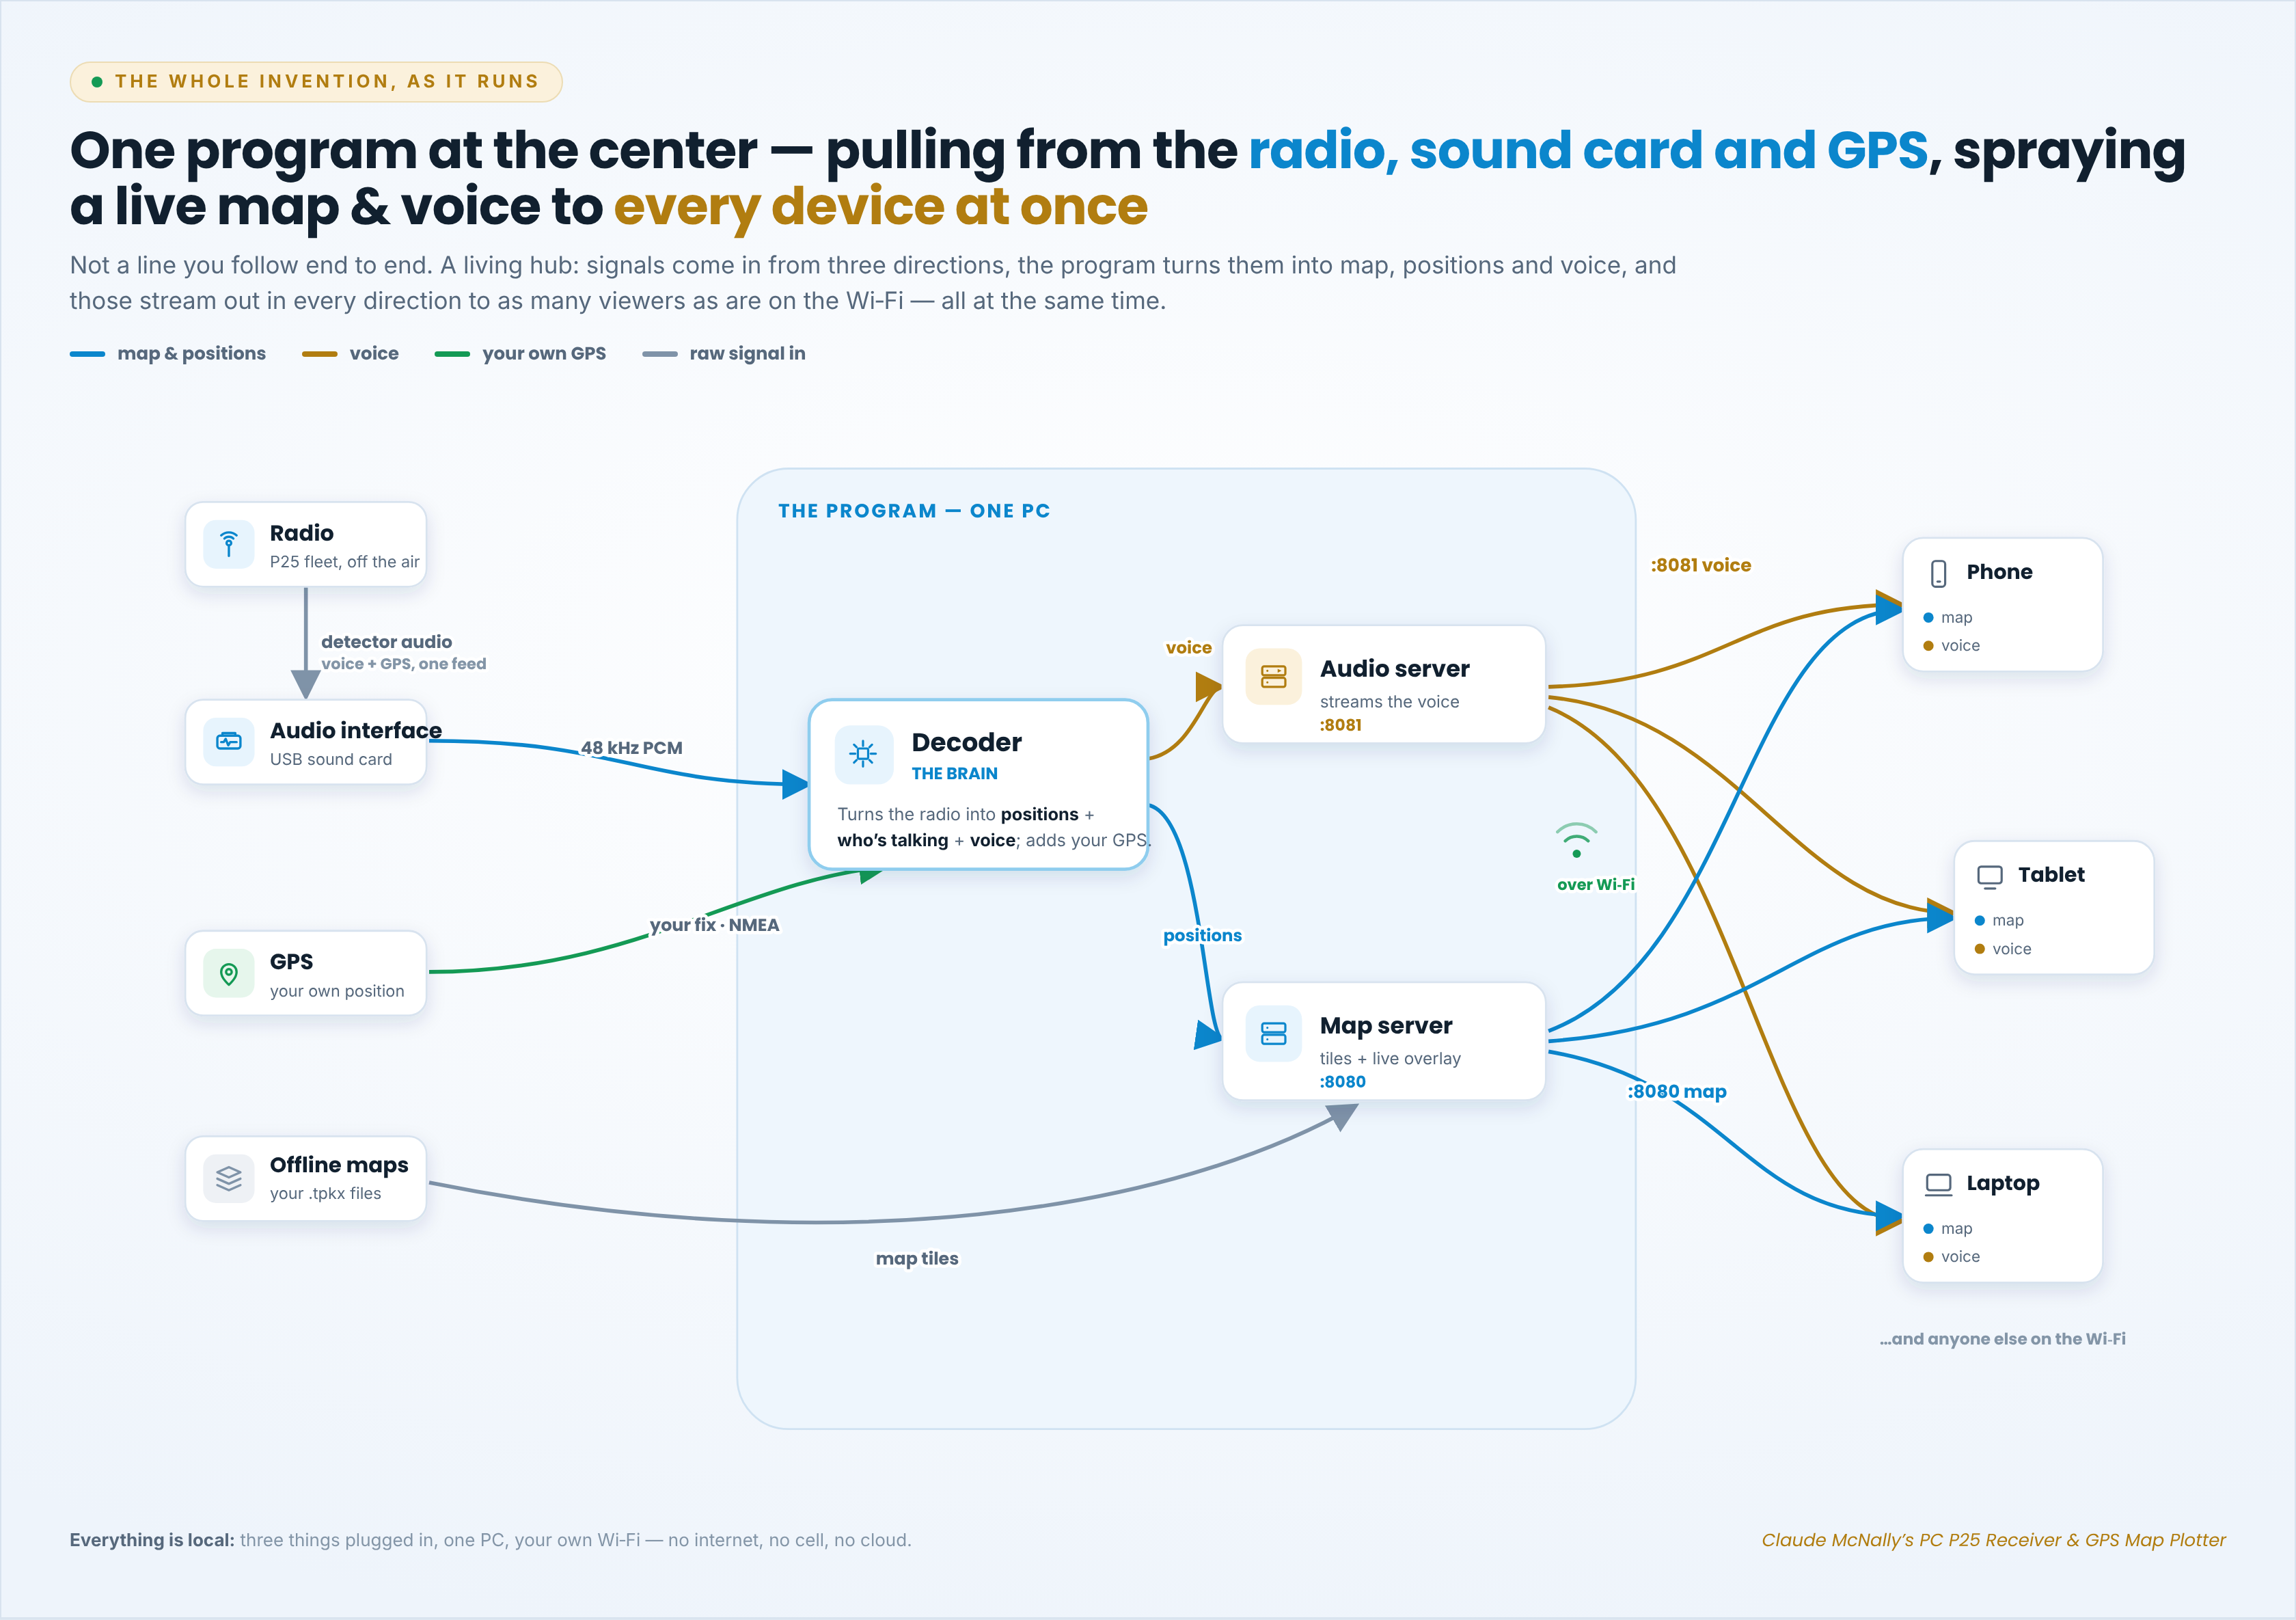 THE WHOLE INVENTION, AS IT RUNS
One program at the center — pulling from the radio, sound card and GPS, spraying
a live map & voice to every device at once
Not a line you follow end to end. A living hub: signals come in from three directions, the program turns them into map, positions and voice, and
those stream out in every direction to as many viewers as are on the Wi-Fi — all at the same time.
map & positions
voice
your own GPS
raw signal in
Radio
P25 fleet, off the air
detector audio
voice + GPS, one feed
Audio interface
USB sound card
48 kHz PCM
GPS
your own position
your fix · NMEA
Offline maps
your .tpkx files
map tiles
THE PROGRAM — ONE PC
Decoder
THE BRAIN
Turns the radio into positions +
who’s talking + voice; adds your GPS.
voice
positions
Audio server
streams the voice
:8081
Map server
tiles + live overlay
:8080
over Wi-Fi
:8081 voice
:8080 map
Phone
map
voice
Tablet
map
voice
Laptop
map
voice
…and anyone else on the Wi-Fi
Everything is local: three things plugged in, one PC, your own Wi-Fi — no internet, no cell, no cloud.
Claude McNally’s PC P25 Receiver & GPS Map Plotter